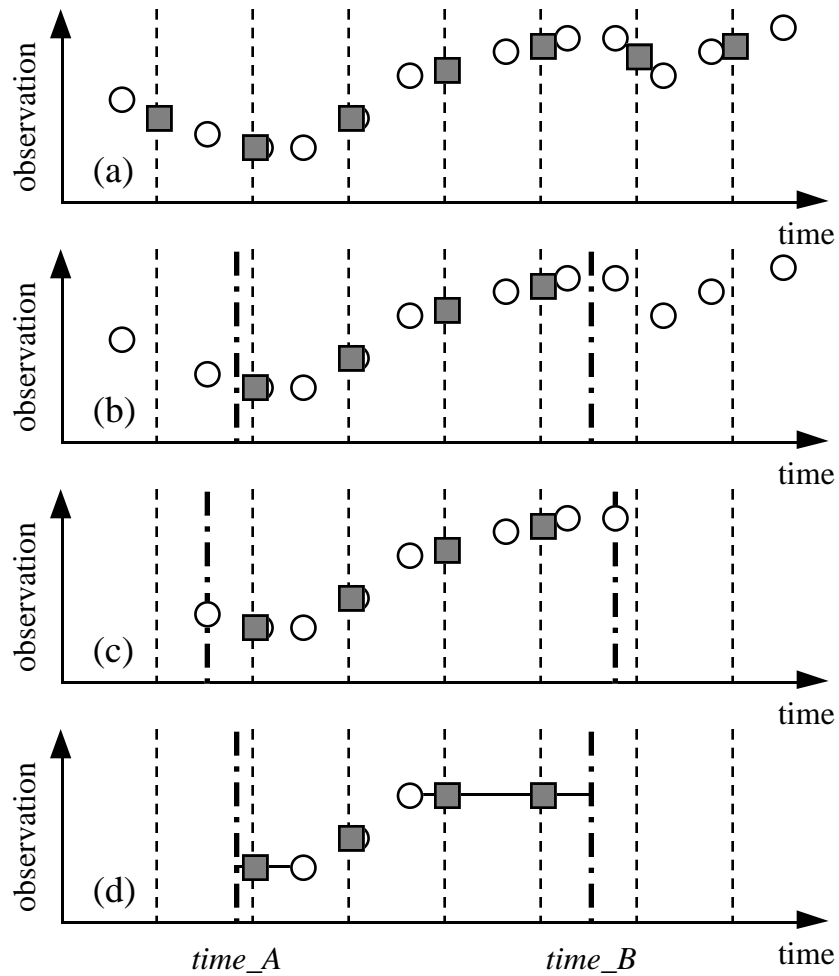 observation
(a)
time
observation
(b)
time
observation
(c)
time
observation
(d)
time_A
time_B
time